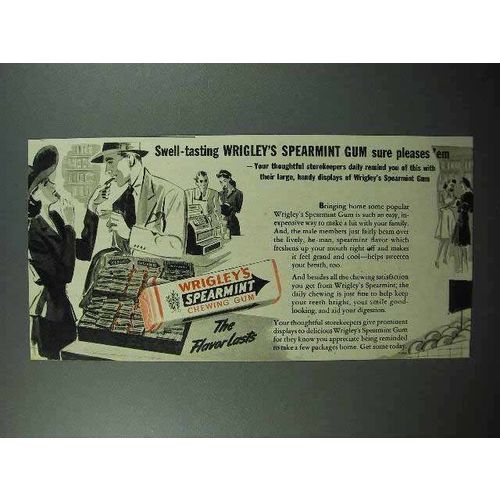 Swell-tasting WRIGLEY'S SPEARMINT GUM sure pleases 'em
— Your thoughtful storekeepers daily remind you of this with
their large, handy displays of Wrigley's Spearmint Gum
Bringing home some popular
Wrigley's Spearmint Gum is such an easy, in-
expensive way to make a hit with your family.
And, the male members just fairly beam over
the lively, he-man, spearmint flavor which
freshens up your mouth right off and makes
it feel grand and cool—helps sweeten
your breath, too.
And besides all the chewing satisfaction
you get from Wrigley's Spearmint; the
daily chewing is just fine to help keep
your teeth bright, your smile good-
looking, and aid your digestion.
Your thoughtful storekeepers give prominent
displays to delicious Wrigley's Spearmint Gum
for they know you appreciate being reminded
to take a few packages home. Get some today.
WRIGLEY'S
SPEARMINT
CHEWING GUM
The
Flavor Lasts